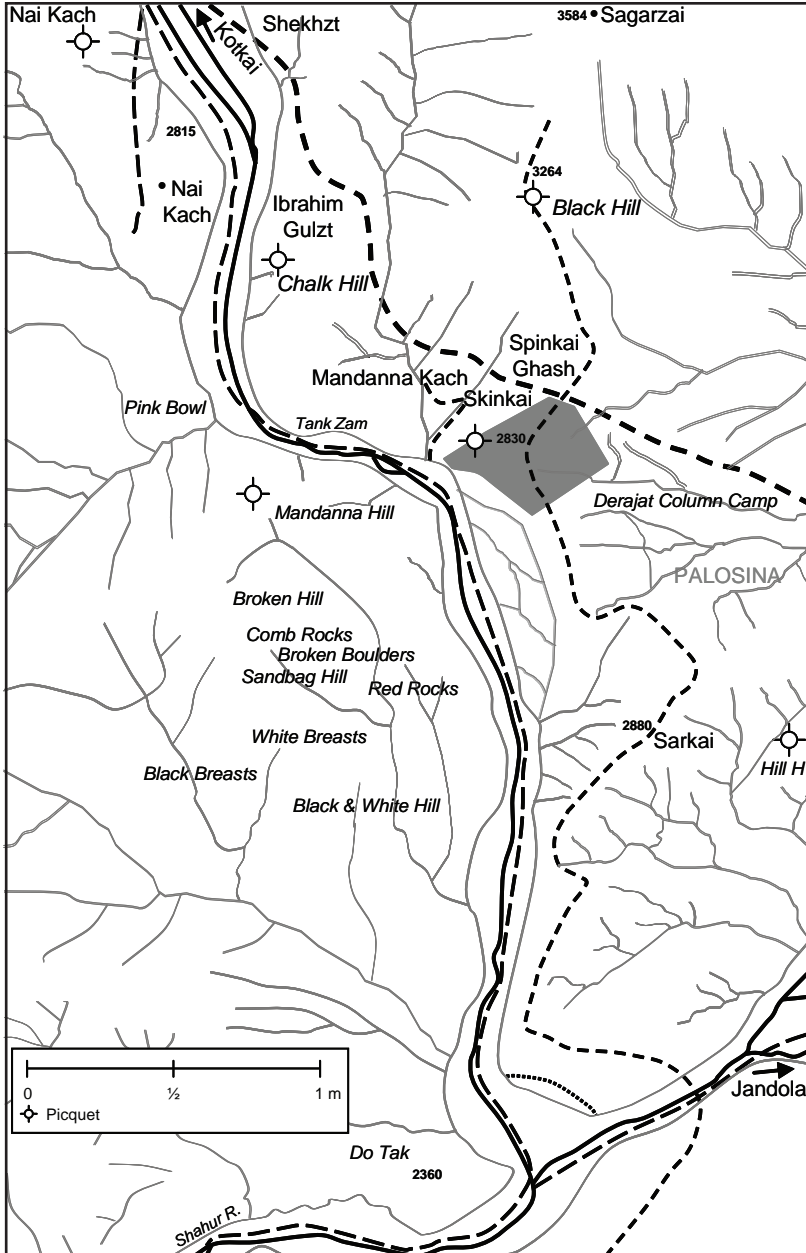 Nai Kach
Kotkai
Shekhzt
3584 • Sagarzai
2815
3264
• Nai
Kach
Ibrahim
Gulzt
Black Hill
Chalk Hill
Spinkai
Ghash
Mandanna Kach
Skinkai
Pink Bowl
Tank Zam
2830
Derajat Column Camp
Mandanna Hill
PALOSINA
Broken Hill
Comb Rocks
Broken Boulders
Sandbag Hill
Red Rocks
2880
Sarkai
White Breasts
Hill H
Black Breasts
Black & White Hill
0 ½ 1 m
Picquet
Jandola
Do Tak
2360
Shahur R.